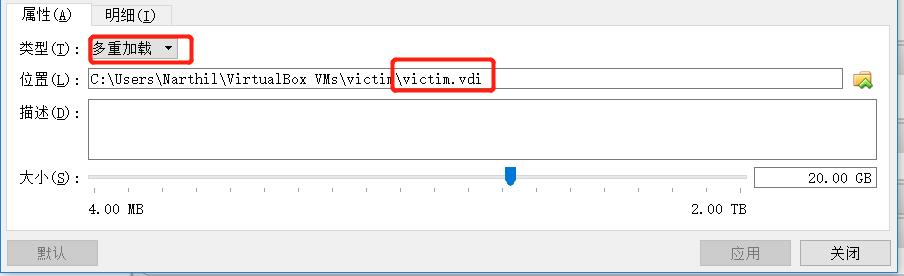 属性(A) 明细(I)
类型(T): 多重加载
位置(L): C:\Users\Narthil\VirtualBox VMs\victim\victim.vdi
描述(D):
大小(S): 20.00 GB
4.00 MB 2.00 TB
默认 应用 关闭